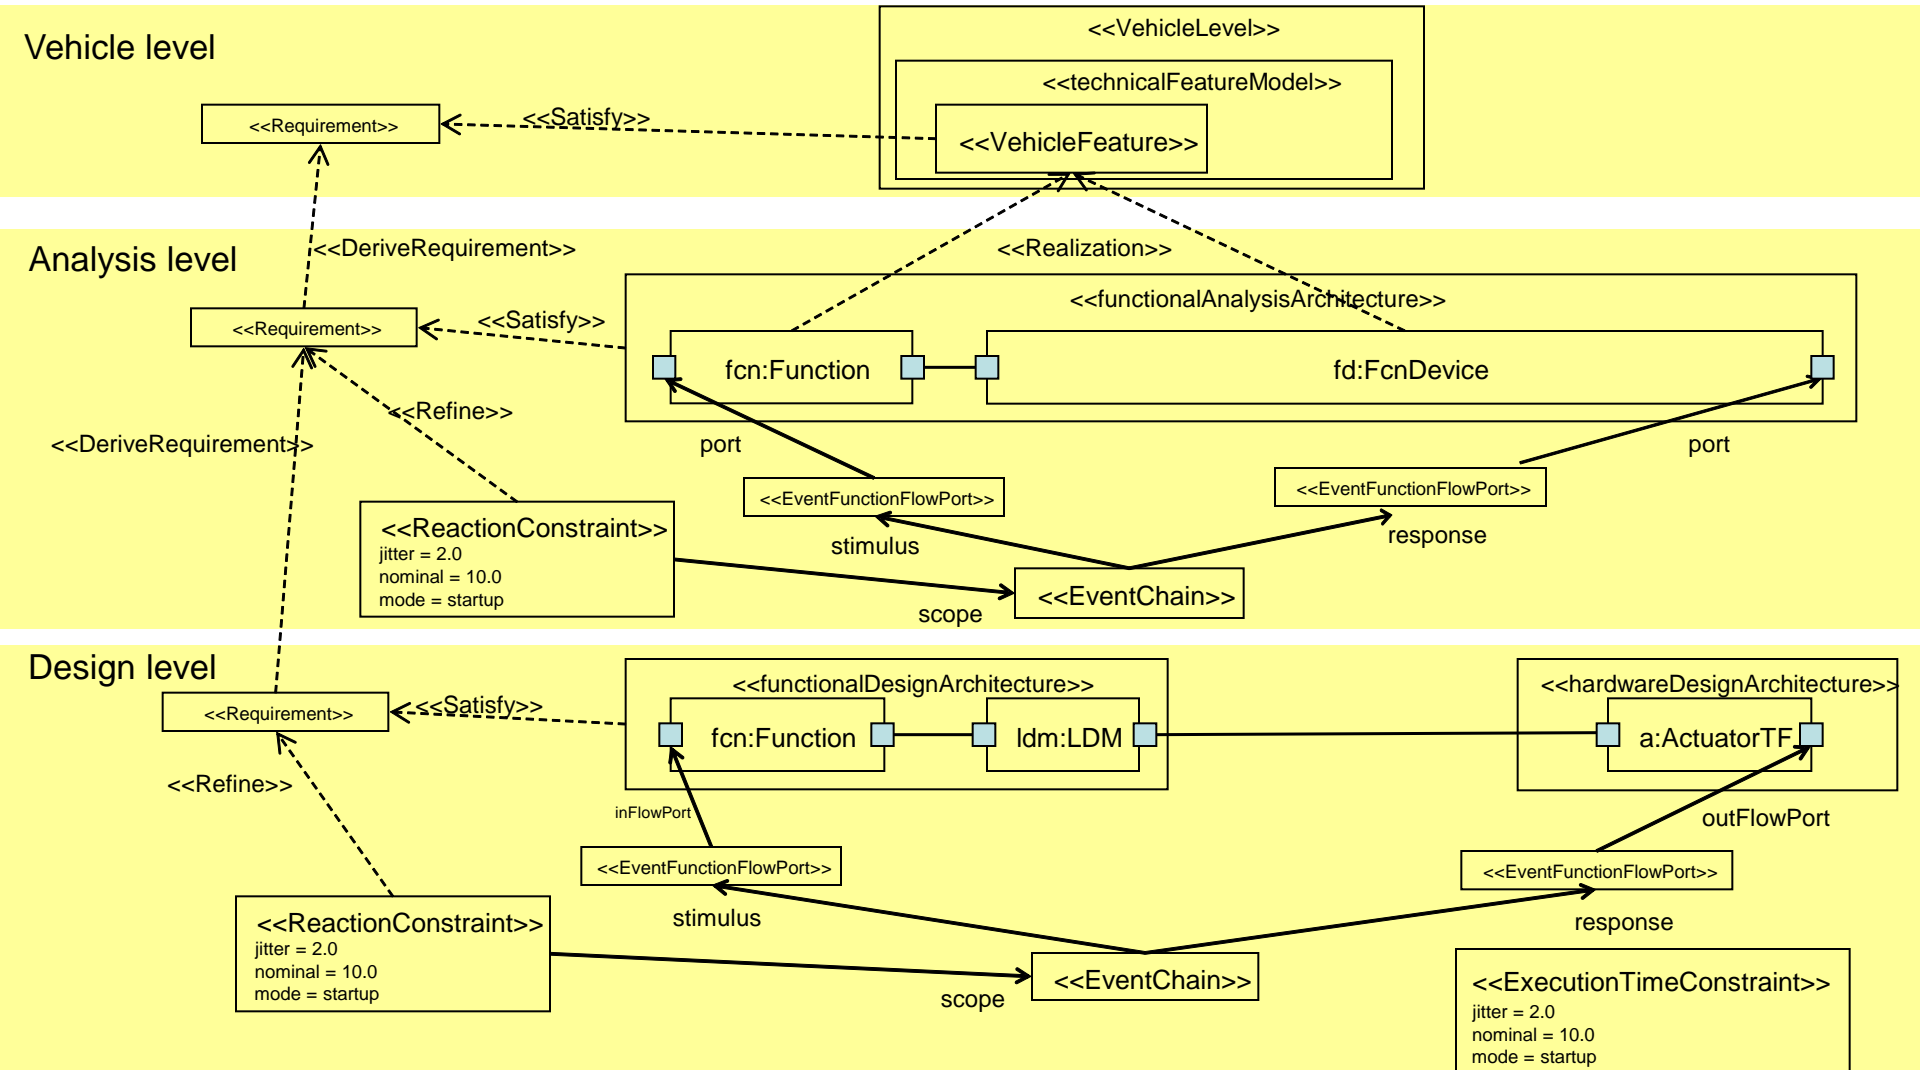 Vehicle level
<<VehicleLevel>>
<<technicalFeatureModel>>
<<Requirement>>
<<Satisfy>>
<<VehicleFeature>>
Analysis level
<<DeriveRequirement>>
<<Realization>>
<<functionalAnalysisArchitecture>>
<<Requirement>>
<<Satisfy>>
fcn:Function
fd:FcnDevice
<<Refine>>
<<DeriveRequirement>>
port
port
<<EventFunctionFlowPort>>
<<EventFunctionFlowPort>>
<<ReactionConstraint>>
jitter = 2.0
nominal = 10.0
mode = startup
stimulus
response
scope
<<EventChain>>
Design level
<<functionalDesignArchitecture>>
<<hardwareDesignArchitecture>>
<<Requirement>>
<<Satisfy>>
fcn:Function
ldm:LDM
a:ActuatorTF
<<Refine>>
inFlowPort
outFlowPort
<<EventFunctionFlowPort>>
<<EventFunctionFlowPort>>
<<ReactionConstraint>>
jitter = 2.0
nominal = 10.0
mode = startup
stimulus
response
scope
<<EventChain>>
<<ExecutionTimeConstraint>>
jitter = 2.0
nominal = 10.0
mode = startup